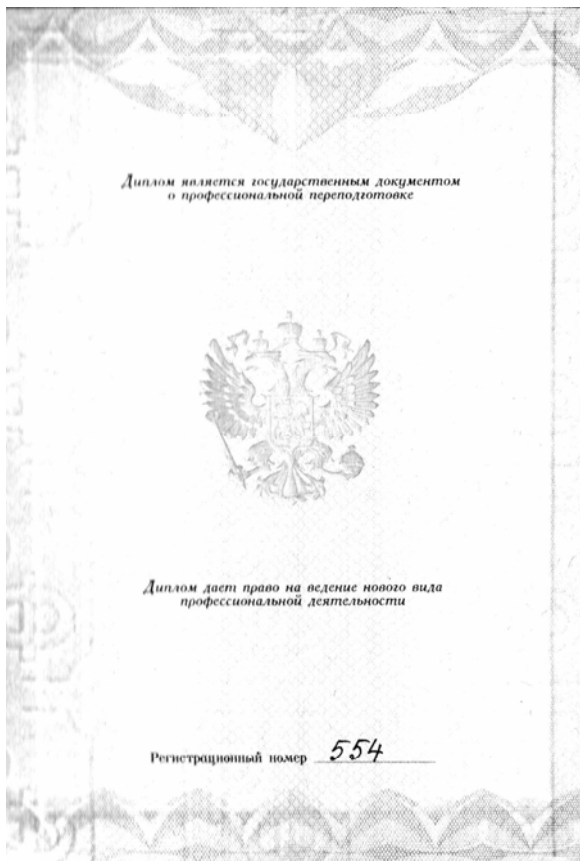 Диплом является государственным документом
о профессиональной переподготовке
Диплом дает право на ведение нового вида
профессиональной деятельности
Регистрационный номер 554